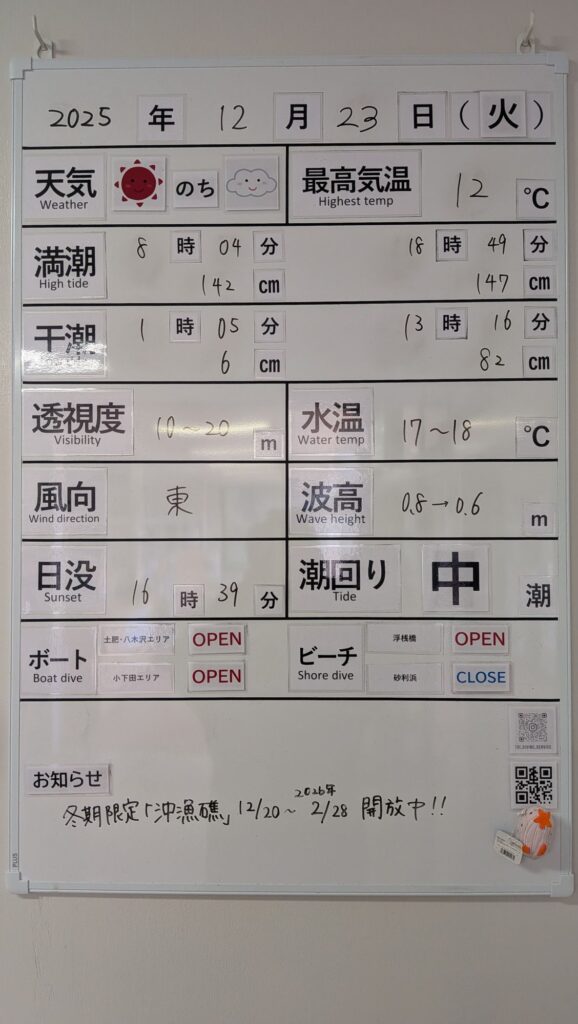 2025 年 12 月 23 日 (火)
天気 のち 最高気温 12 ℃
Weather Highest temp
満潮 8 時 04 分 18 時 49 分
High tide 142 cm 147 cm
干潮 1 時 05 分 13 時 16 分
6 cm 82 cm
透視度 10~20 m 水温 17~18 ℃
Visibility Water temp
風向 東 波高 0.8→0.6 m
Wind direction Wave height
日没 16 時 39 分 潮回り 中 潮
Sunset Tide
ボート 土肥・八木沢エリア OPEN ビーチ 浮桟橋 OPEN
Boat dive 小下田エリア OPEN Shore dive 砂利浜 CLOSE
TOI_DIVING_SERVICE
お知らせ
2026年
冬期限定「沖漁礁」12/20~2/28 開放中!!
PLUS